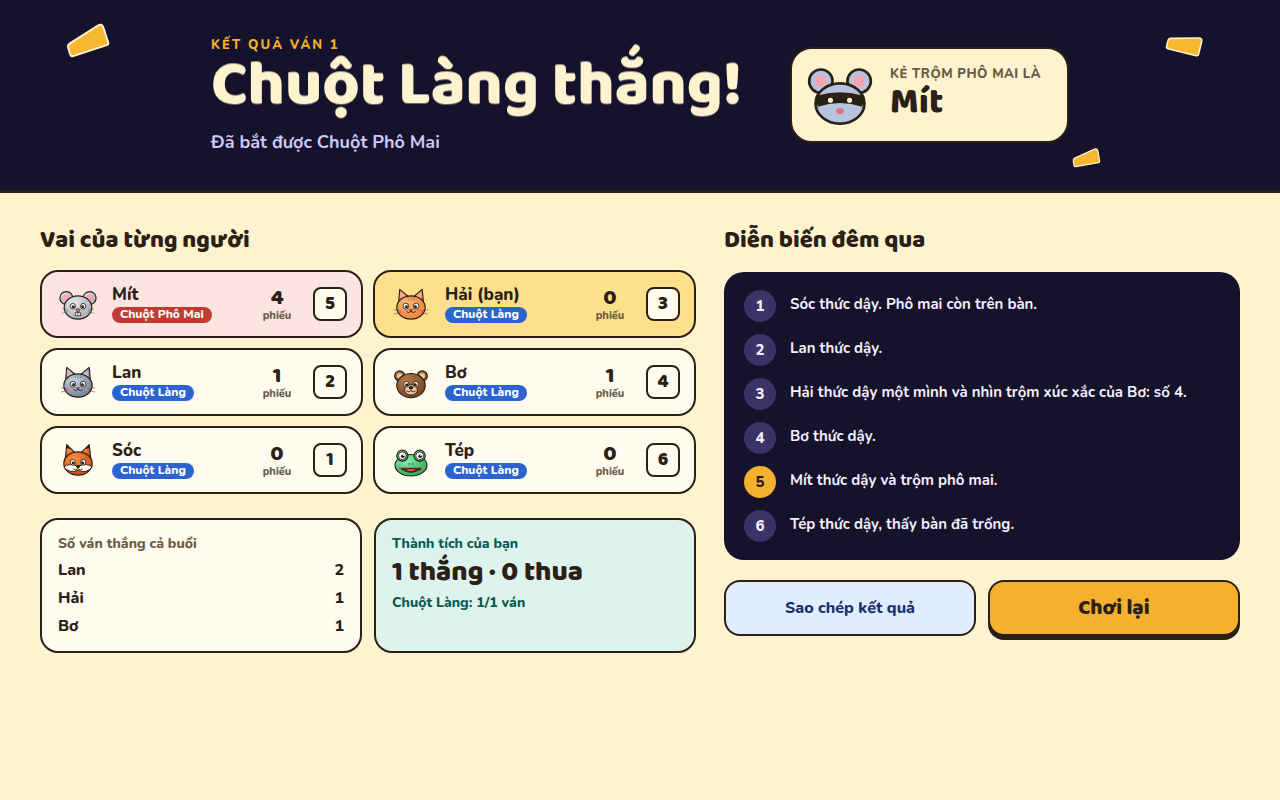 KẾT QUẢ VÁN 1
Chuột Làng thắng!
Đã bắt được Chuột Phô Mai
KẺ TRỘM PHÔ MAI LÀ
Mít
Vai của từng người
Mít
Chuột Phô Mai
4
phiếu
5
Hải (bạn)
Chuột Làng
0
phiếu
3
Lan
Chuột Làng
1
phiếu
2
Bơ
Chuột Làng
1
phiếu
4
Sóc
Chuột Làng
0
phiếu
1
Tép
Chuột Làng
0
phiếu
6
Số ván thắng cả buổi
Lan 2
Hải 1
Bơ 1
Thành tích của bạn
1 thắng · 0 thua
Chuột Làng: 1/1 ván
Diễn biến đêm qua
1 Sóc thức dậy. Phô mai còn trên bàn.
2 Lan thức dậy.
3 Hải thức dậy một mình và nhìn trộm xúc xắc của Bơ: số 4.
4 Bơ thức dậy.
5 Mít thức dậy và trộm phô mai.
6 Tép thức dậy, thấy bàn đã trống.
Sao chép kết quả
Chơi lại